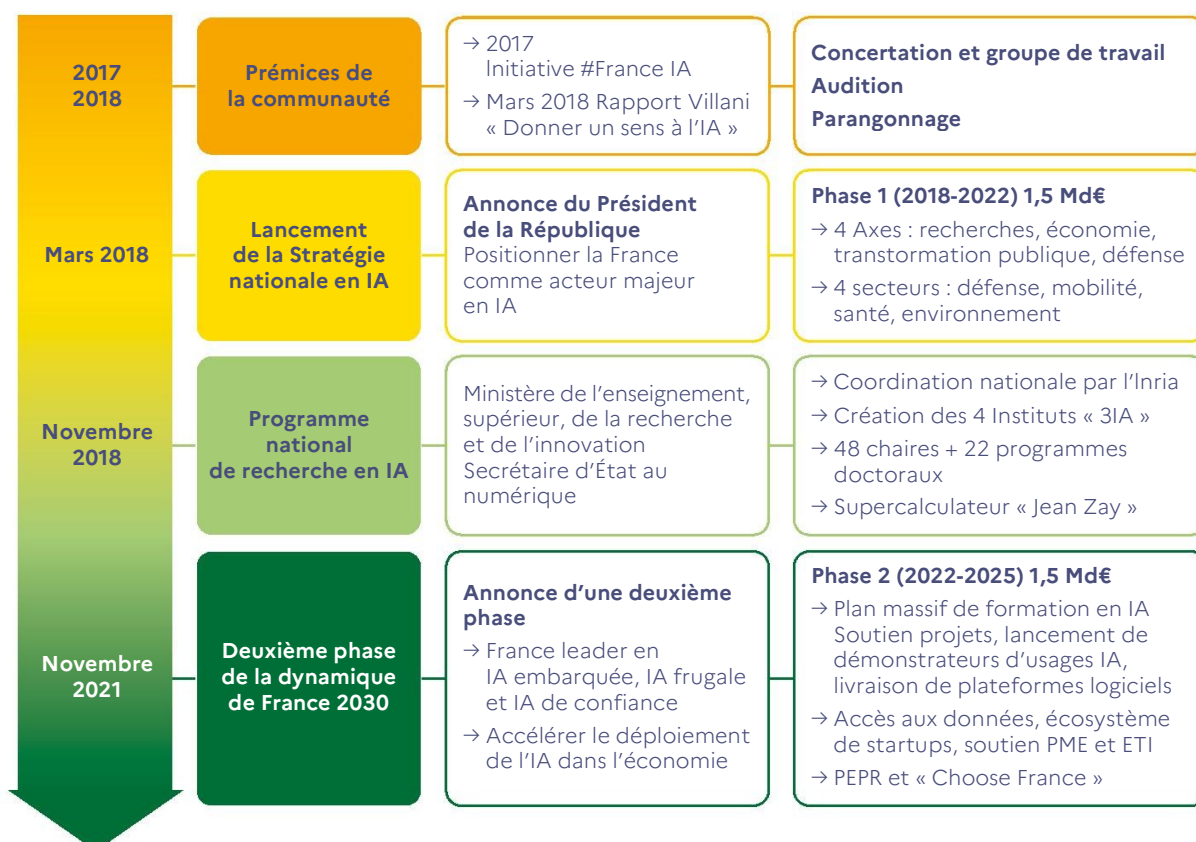 2017
2018
Prémices de
la communauté
→ 2017
Initiative #France IA
→ Mars 2018 Rapport Villani
« Donner un sens à l’IA »
Concertation et groupe de travail
Audition
Parangonnage
Mars 2018
Lancement
de la Stratégie
nationale en IA
Annonce du Président
de la République
Positionner la France
comme acteur majeur
en IA
Phase 1 (2018-2022) 1,5 Md€
→ 4 Axes : recherches, économie,
transtormation publique, défense
→ 4 secteurs : défense, mobilité,
santé, environnement
Novembre
2018
Programme
national
de recherche en IA
Ministère de l’enseignement,
supérieur, de la recherche
et de l’innovation
Secrétaire d’État au
numérique
→ Coordination nationale par l’Inria
→ Création des 4 Instituts « 3IA »
→ 48 chaires + 22 programmes
doctoraux
→ Supercalculateur « Jean Zay »
Novembre
2021
Deuxième phase
de la dynamique
de France 2030
Annonce d’une deuxième
phase
→ France leader en
IA embarquée, IA frugale
et IA de confiance
→ Accélérer le déploiement
de l’IA dans l’économie
Phase 2 (2022-2025) 1,5 Md€
→ Plan massif de formation en IA
Soutien projets, lancement de
démonstrateurs d’usages IA,
livraison de plateformes logiciels
→ Accès aux données, écosystème
de startups, soutien PME et ETI
→ PEPR et « Choose France »